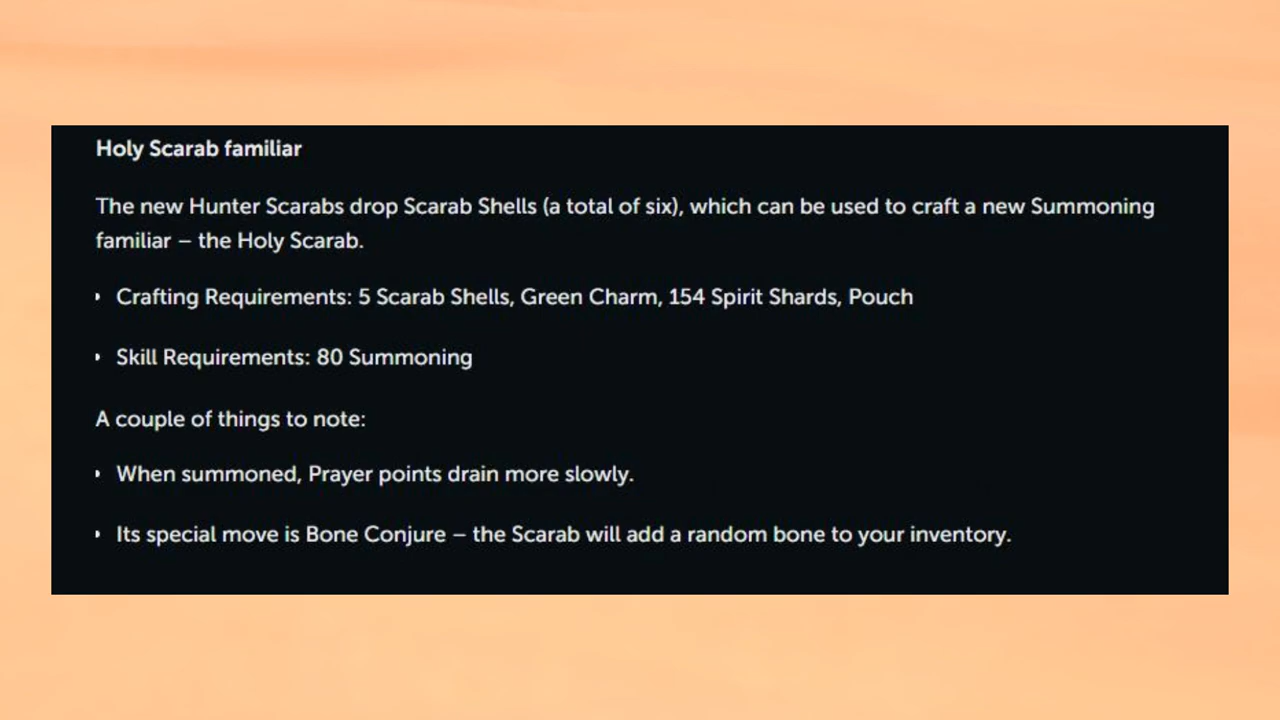 Holy Scarab familiar
The new Hunter Scarabs drop Scarab Shells (a total of six), which can be used to craft a new Summoning
familiar – the Holy Scarab.
Crafting Requirements: 5 Scarab Shells, Green Charm, 154 Spirit Shards, Pouch
Skill Requirements: 80 Summoning
A couple of things to note:
When summoned, Prayer points drain more slowly.
Its special move is Bone Conjure – the Scarab will add a random bone to your inventory.